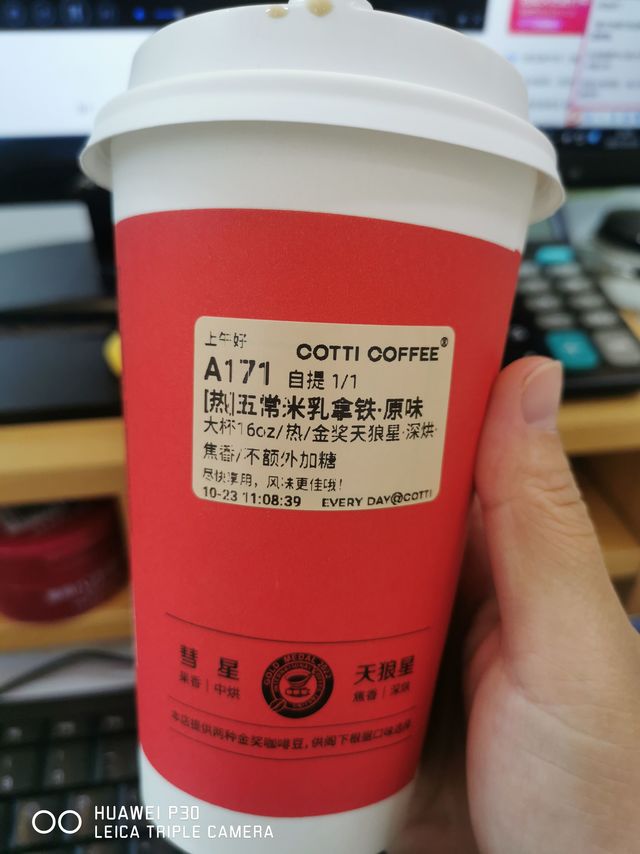 上午好
COTTI COFFEE®
A171 自提 1/1
[热]五常米乳拿铁·原味
大杯16oz/热/金奖天狼星·深烘·
焦香/不额外加糖
尽快享用，风味更佳哦！
10-23 11:08:39 EVERY DAY@COTTI
彗星
果香|中烘
GOLD MEDAL 2022
天狼星
焦香|深烘
本店提供两种金奖咖啡豆，供阁下根据口味选择
HUAWEI P30
LEICA TRIPLE CAMERA